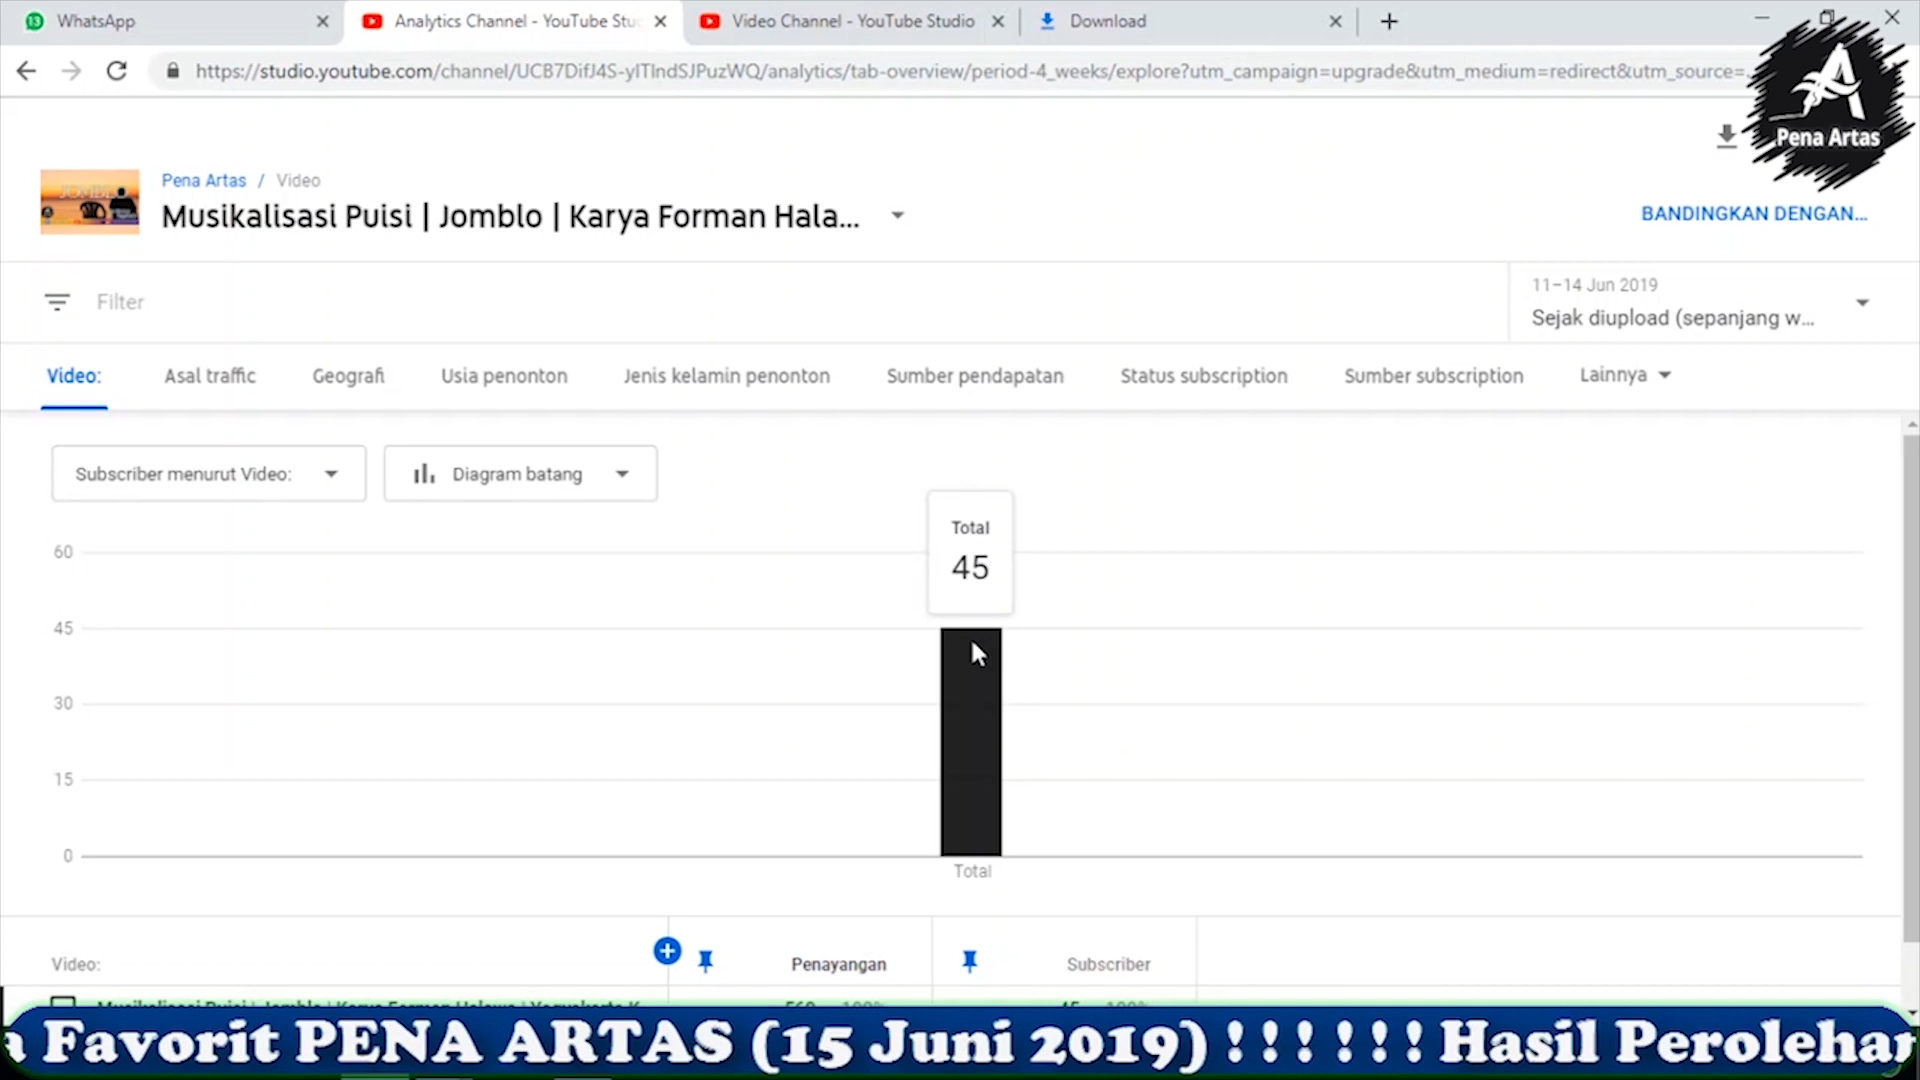 13 WhatsApp
Analytics Channel - YouTube Stu
Video Channel - YouTube Studio
Download
https://studio.youtube.com/channel/UCB7DifJ4S-yITIndSJPuzWQ/analytics/tab-overview/period-4_weeks/explore?utm_campaign=upgrade&utm_medium=redirect&utm_source=...
Pena Artas
Pena Artas / Video
Musikalisasi Puisi | Jomblo | Karya Forman Hala...
BANDINGKAN DENGAN...
JOMBLO
Filter
11–14 Jun 2019
Sejak diupload (sepanjang w...
Video:
Asal traffic
Geografi
Usia penonton
Jenis kelamin penonton
Sumber pendapatan
Status subscription
Sumber subscription
Lainnya
Subscriber menurut Video:
Diagram batang
Total
45
60
45
30
15
0
Total
Video:
Penayangan
Subscriber
a Favorit PENA ARTAS (15 Juni 2019) ! ! ! ! ! ! Hasil Perolehan